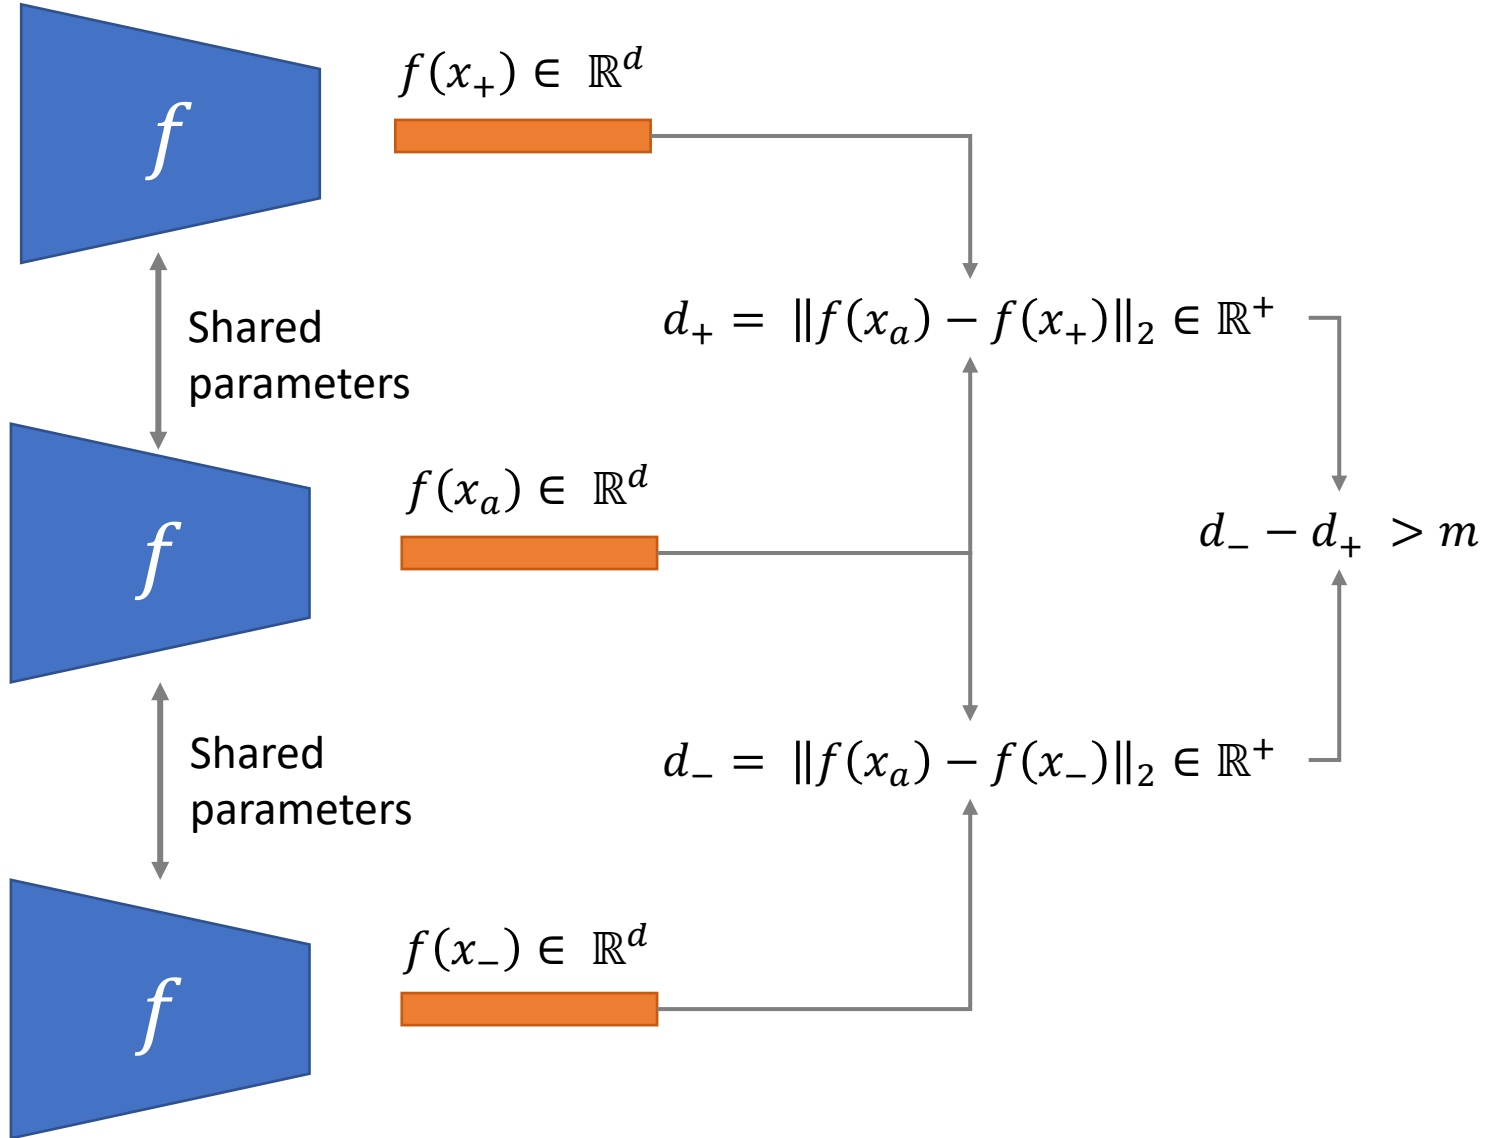 f
f(x₊) ∈ ℝᵈ
Shared
parameters
d₊ = ‖f(xₐ) − f(x₊)‖₂ ∈ ℝ⁺
f
f(xₐ) ∈ ℝᵈ
d₋ − d₊ > m
Shared
parameters
d₋ = ‖f(xₐ) − f(x₋)‖₂ ∈ ℝ⁺
f
f(x₋) ∈ ℝᵈ